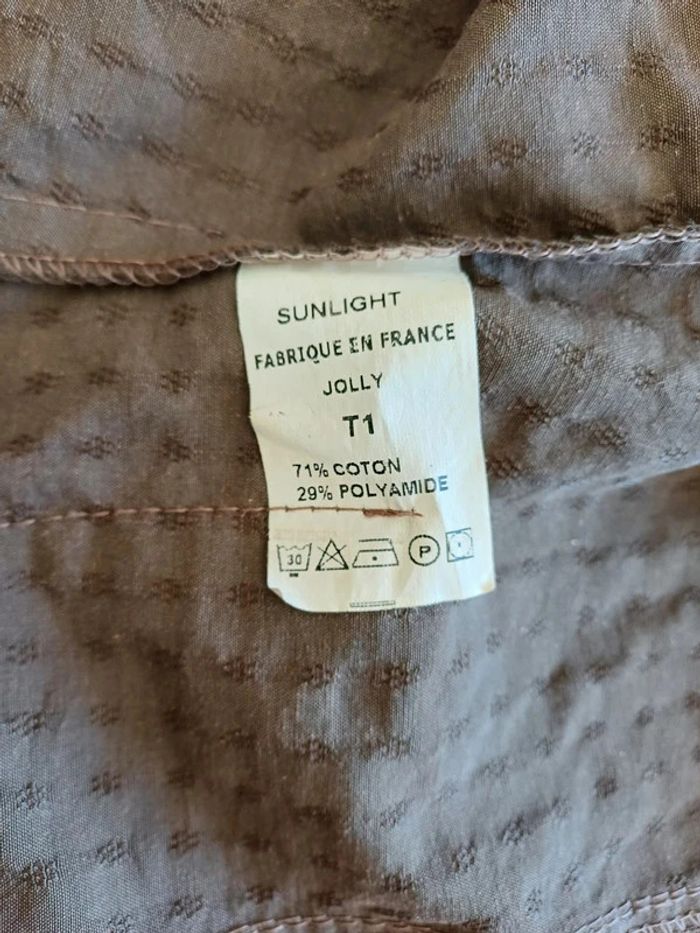 SUNLIGHT
FABRIQUE EN FRANCE
JOLLY
T1
71% COTON
29% POLYAMIDE
30 P